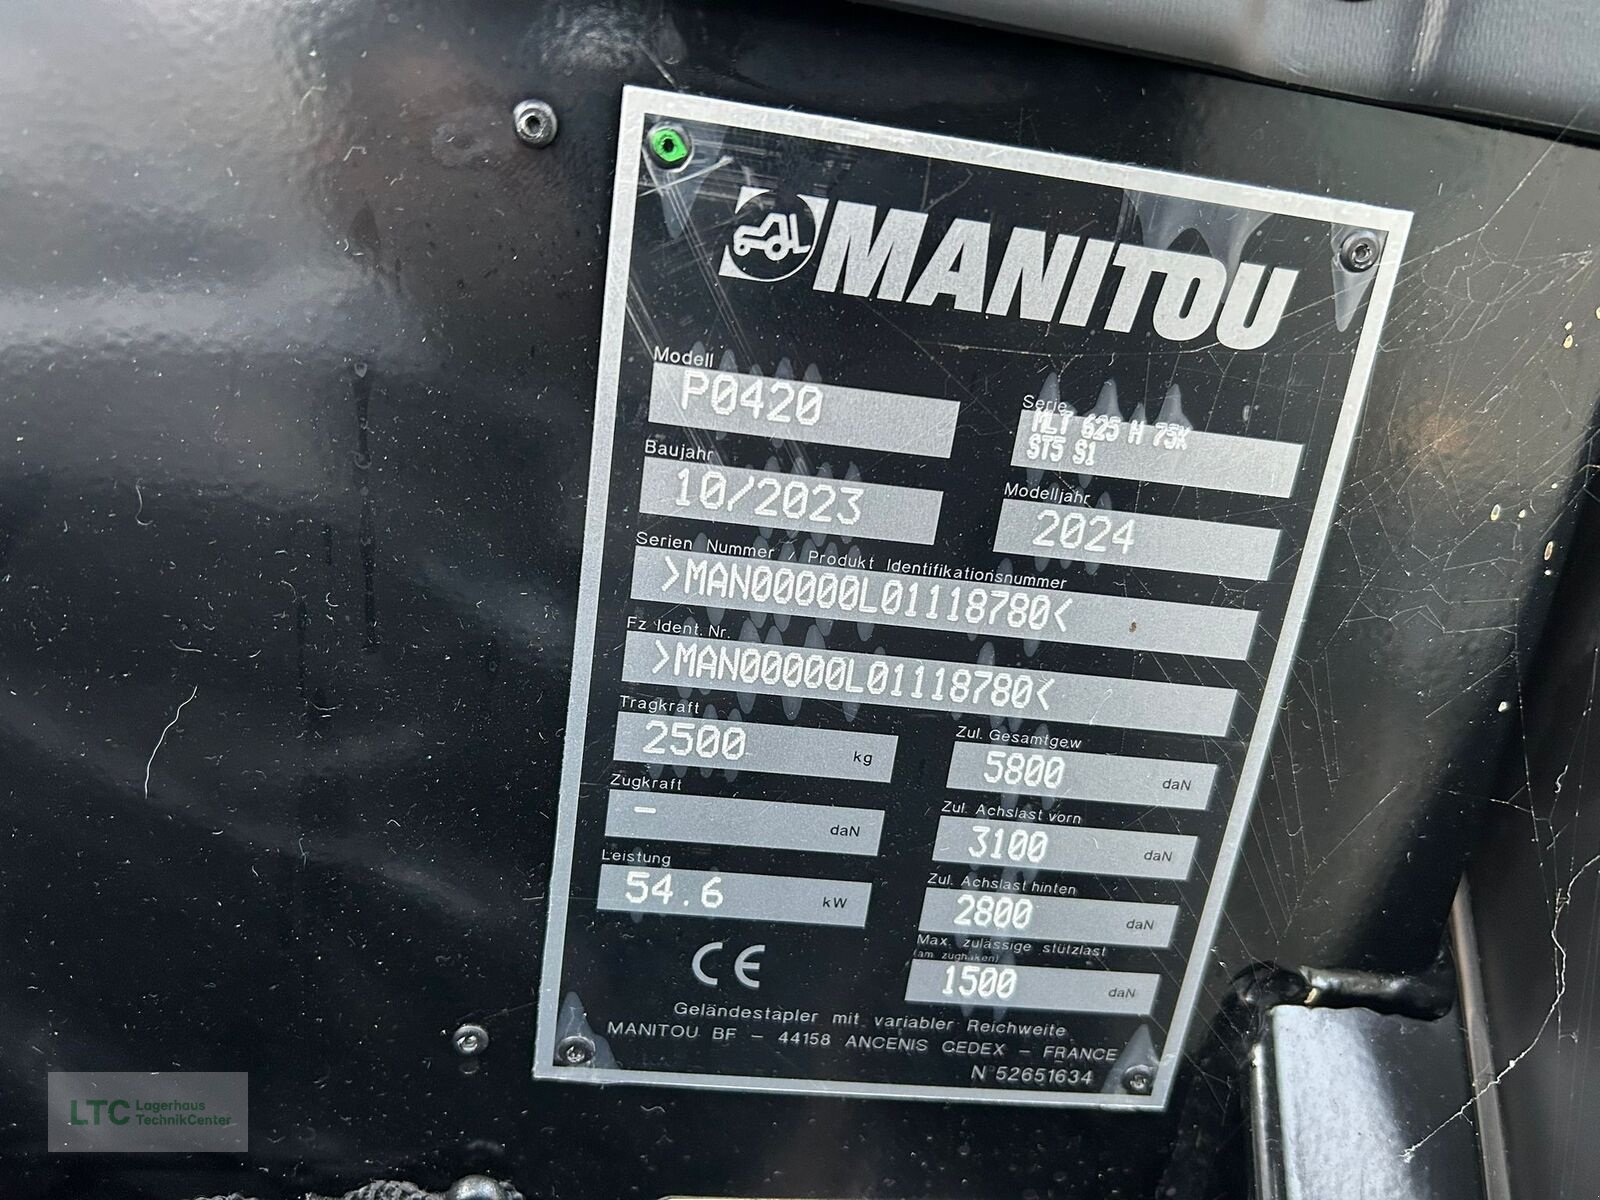 MANITOU
Modell
P0420
Serie
MLT 625 H 75K
ST5 S1
Baujahr
10/2023
Modelljahr
2024
Serien Nummer / Produkt Identifikationsnummer
>MAN00000L01118780<
Fz Ident. Nr.
>MAN00000L01118780<
Tragkraft
2500 kg
Zul. Gesamtgew
5800 daN
Zugkraft
- daN
Zul. Achslast vorn
3100 daN
Leistung
54.6 kW
Zul. Achslast hinten
2800 daN
Max. zulässige stützlast
(am zughaken)
1500 daN
CE
Geländestapler mit variabler Reichweite
MANITOU BF - 44158 ANCENIS CEDEX - FRANCE
N°52651634
LTC Lagerhaus
TechnikCenter